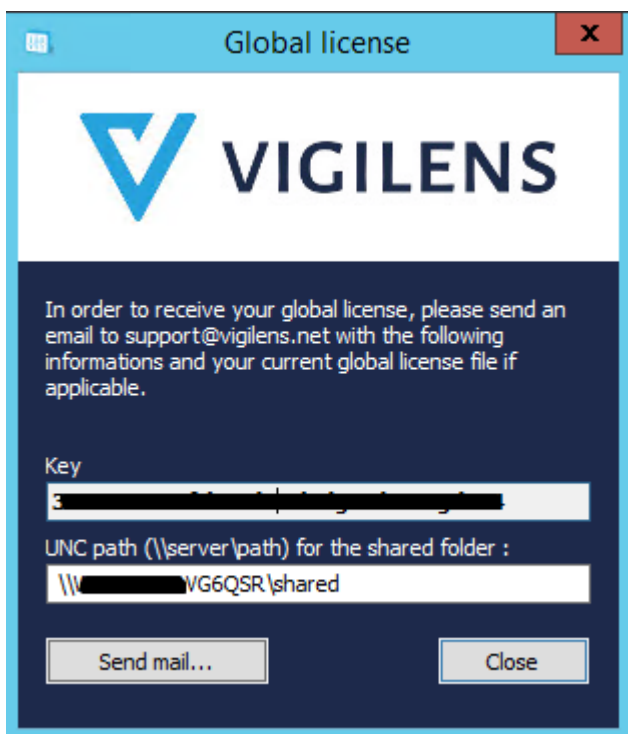 Global license
VIGILENS
In order to receive your global license, please send an
email to support@vigilens.net with the following
informations and your current global license file if
applicable.
Key
UNC path (\\server\path) for the shared folder :
VG6QSR\shared
Send mail...
Close